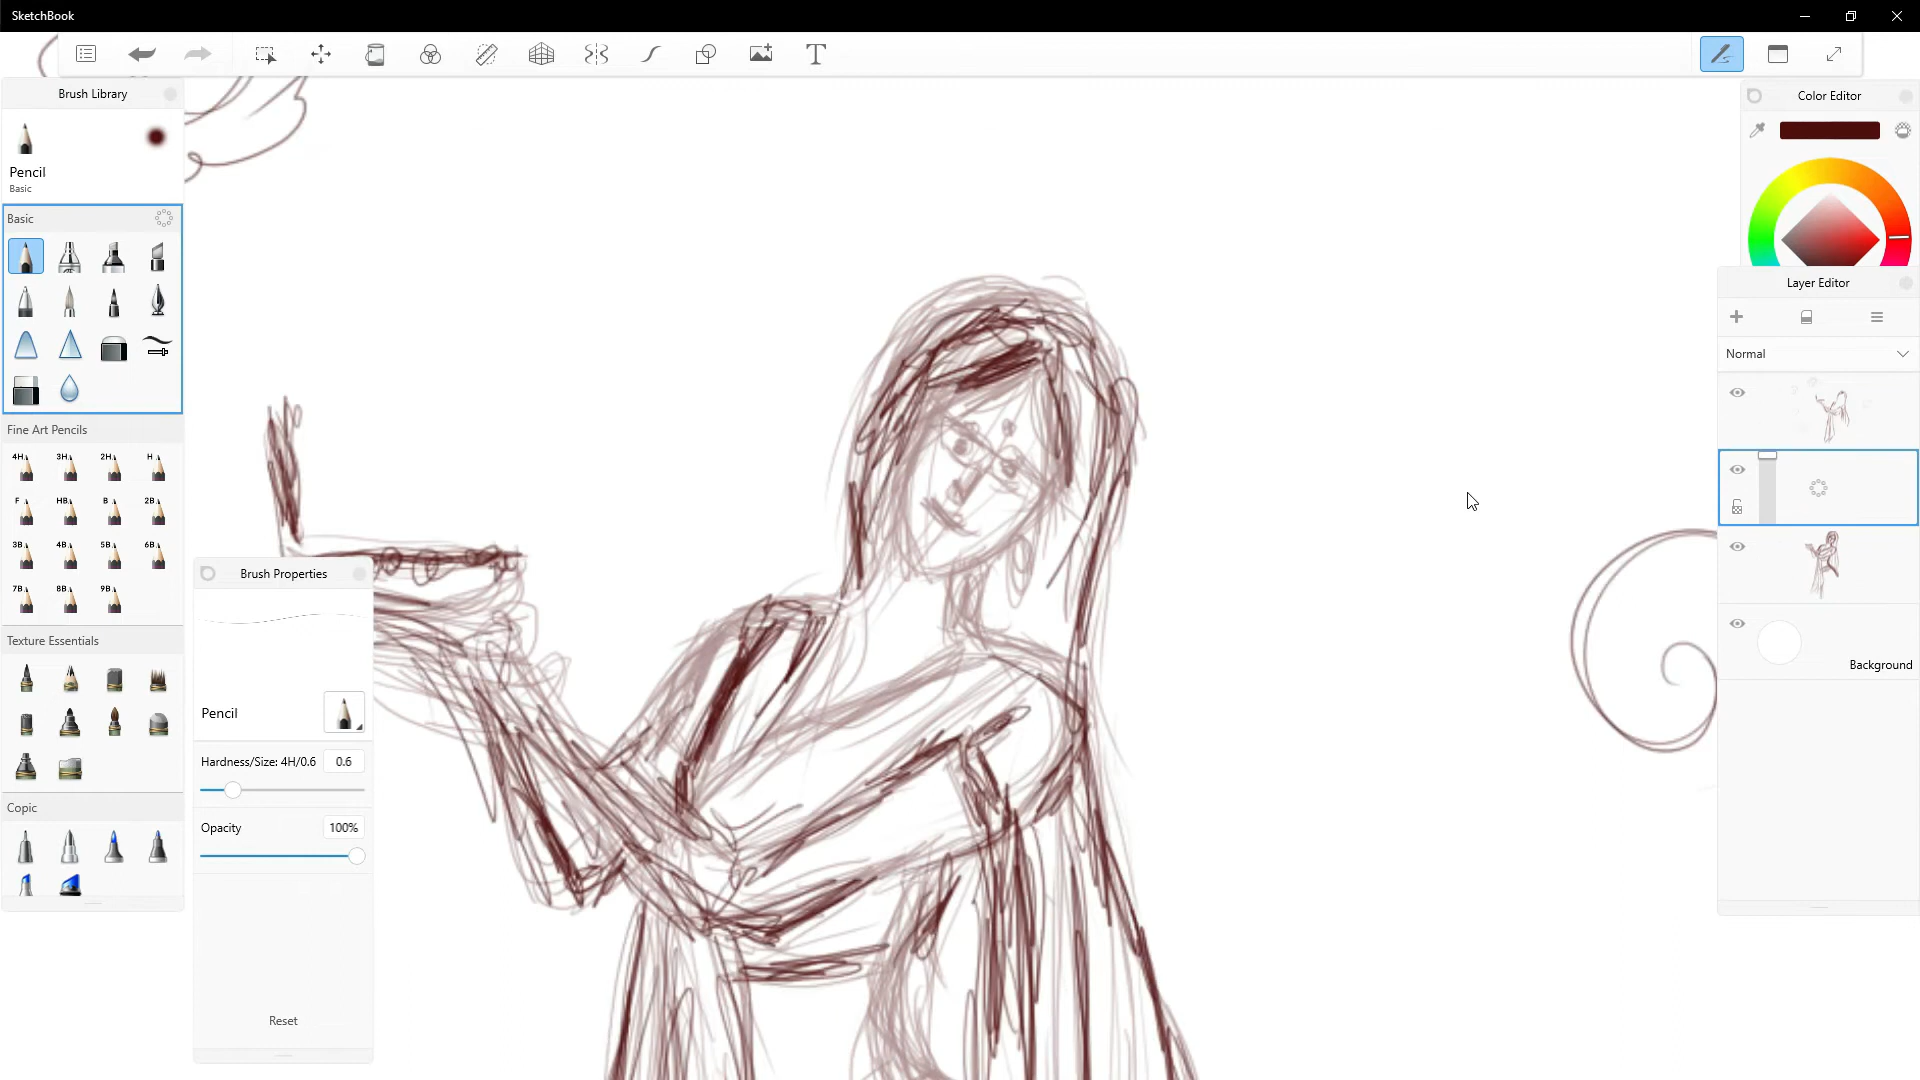 SketchBook
T
Brush Library
Pencil
Basic
Basic
Fine Art Pencils
4H 3H 2H H
F HB B 2B
3B 4B 5B 6B
7B 8B 9B
Texture Essentials
Copic
Brush Properties
Pencil
Hardness/Size: 4H/0.6 0.6
Opacity 100%
Reset
Color Editor
Layer Editor
Normal
Background